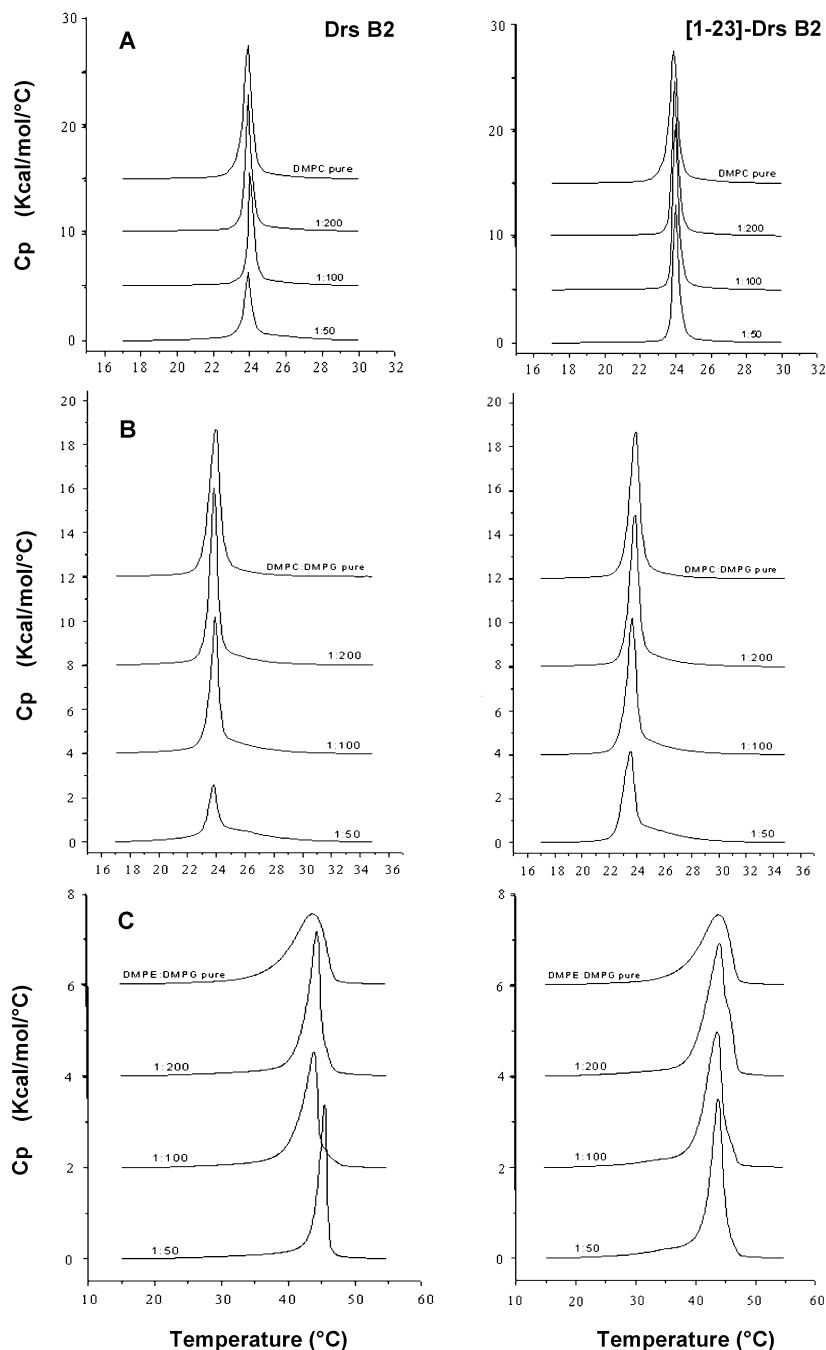 A
Drs B2
[1-23]-Drs B2
Cp (Kcal/mol/°C)
30
20
10
0
DMPC pure
1:200
1:100
1:50
16 18 20 22 24 26 28 30 32
30
20
10
0
DMPC pure
1:200
1:100
1:50
16 18 20 22 24 26 28 30 32
B
Cp (Kcal/mol/°C)
20
18
16
14
12
10
8
6
4
2
0
DMPC:DMPG pure
1:200
1:100
1:50
16 18 20 22 24 26 28 30 32 34 36
20
18
16
14
12
10
8
6
4
2
0
DMPC:DMPG pure
1:200
1:100
1:50
16 18 20 22 24 26 28 30 32 34 36
C
Cp (Kcal/mol/°C)
8
6
4
2
0
DMPE:DMPG pure
1:200
1:100
1:50
10 20 30 40 50 60
8
6
4
2
0
DMPE:DMPG pure
1:200
1:100
1:50
10 20 30 40 50 60
Temperature (°C)
Temperature (°C)